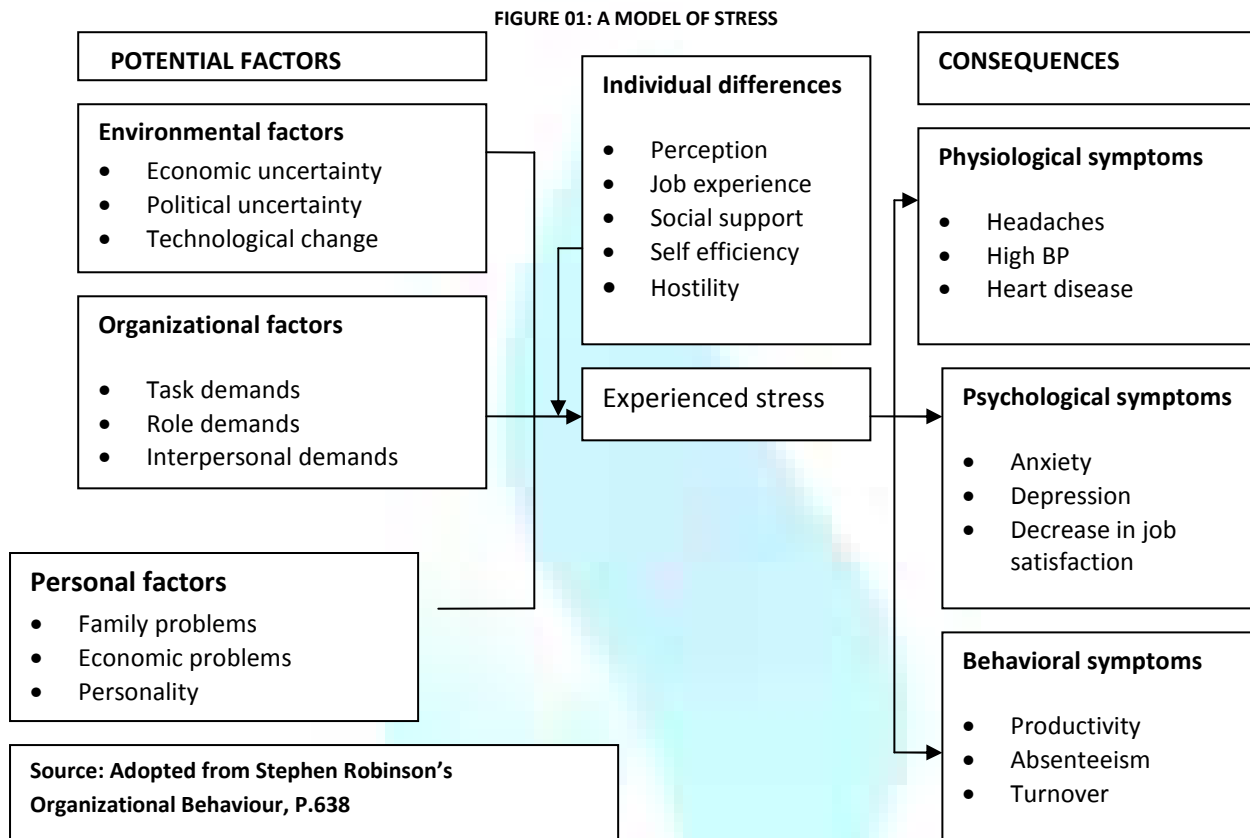 FIGURE 01: A MODEL OF STRESS
POTENTIAL FACTORS
Environmental factors
• Economic uncertainty
• Political uncertainty
• Technological change
Organizational factors
• Task demands
• Role demands
• Interpersonal demands
Personal factors
• Family problems
• Economic problems
• Personality
Source: Adopted from Stephen Robinson’s
Organizational Behaviour, P.638
Individual differences
• Perception
• Job experience
• Social support
• Self efficiency
• Hostility
Experienced stress
CONSEQUENCES
Physiological symptoms
• Headaches
• High BP
• Heart disease
Psychological symptoms
• Anxiety
• Depression
• Decrease in job
satisfaction
Behavioral symptoms
• Productivity
• Absenteeism
• Turnover